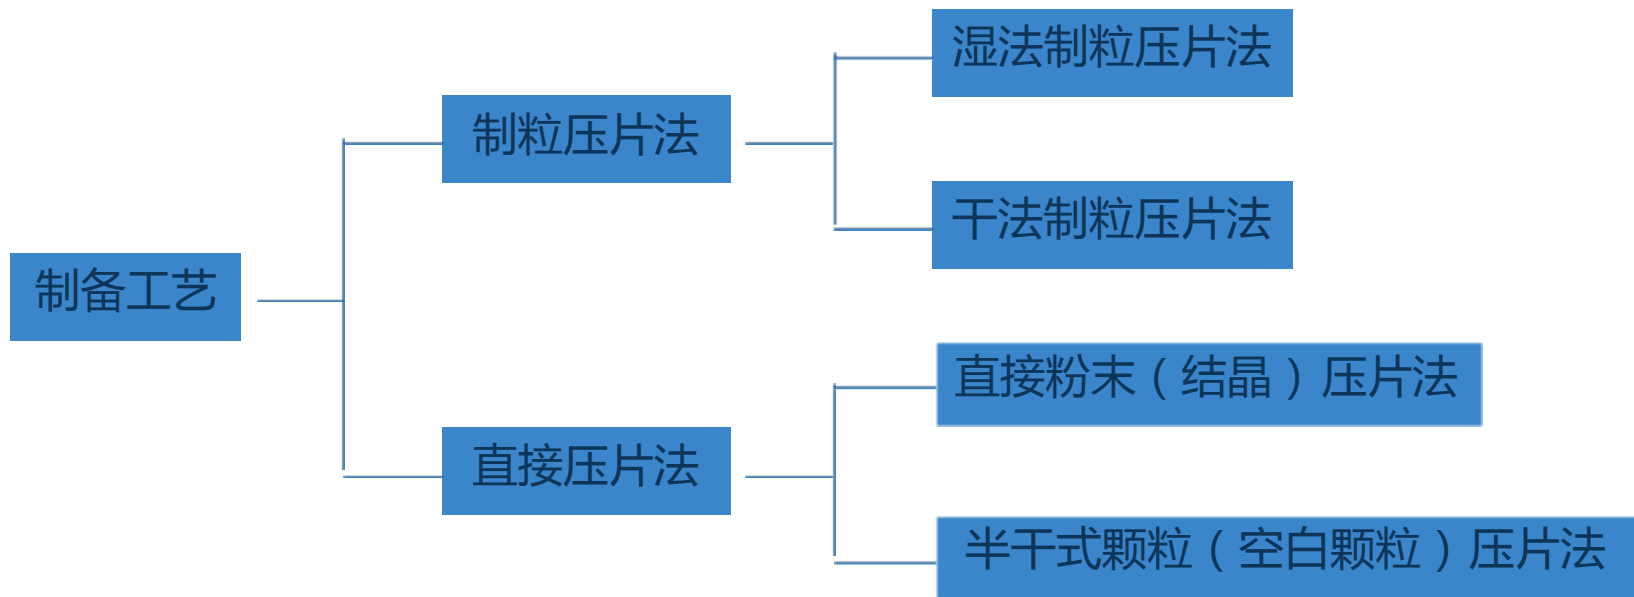 湿法制粒压片法
制粒压片法
干法制粒压片法
制备工艺
直接粉末（结晶）压片法
直接压片法
半干式颗粒（空白颗粒）压片法